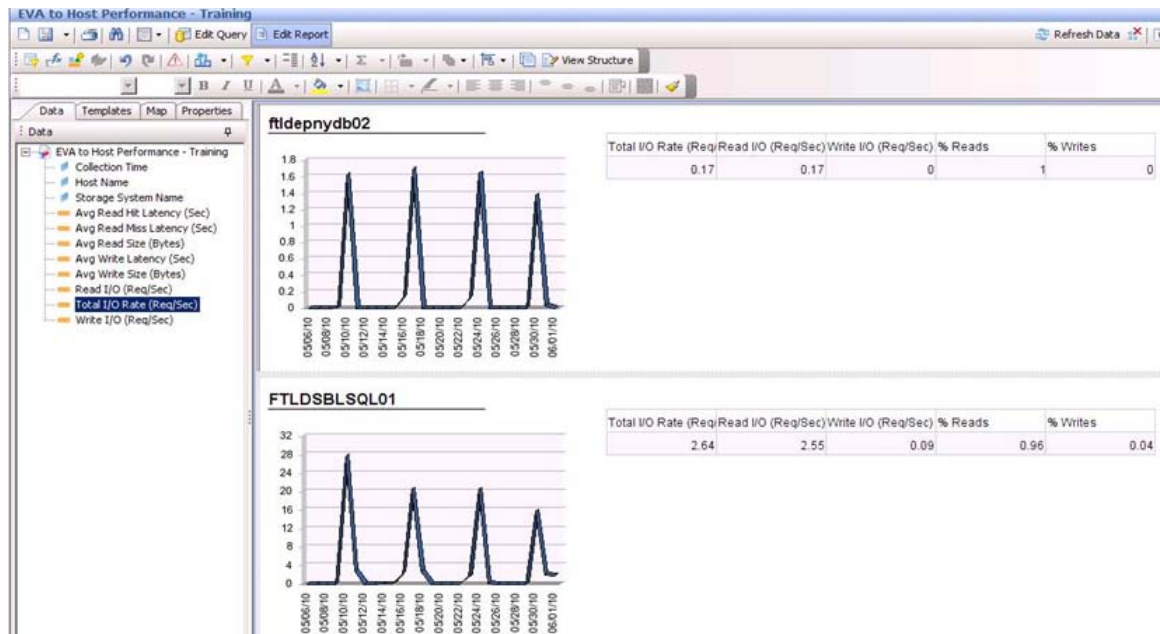 EVA to Host Performance - Training
Edit Query Edit Report Refresh Data
View Structure
B I U A
Data Templates Map Properties
Data
EVA to Host Performance - Training
Collection Time
Host Name
Storage System Name
Avg Read Hit Latency (Sec)
Avg Read Miss Latency (Sec)
Avg Read Size (Bytes)
Avg Write Latency (Sec)
Avg Write Size (Bytes)
Read I/O (Req/Sec)
Total I/O Rate (Req/Sec)
Write I/O (Req/Sec)
ftldepnydb02
Total I/O Rate (Req Read I/O (Req/Sec) Write I/O (Req/Sec) % Reads % Writes
0.17 0.17 0 1 0
1.8
1.6
1.4
1.2
1
0.8
0.6
0.4
0.2
0
05/06/10 05/08/10 05/10/10 05/12/10 05/14/10 05/16/10 05/18/10 05/20/10 05/22/10 05/24/10 05/26/10 05/28/10 05/30/10 06/01/10
FTLDSBLSQL01
Total I/O Rate (Req Read I/O (Req/Sec) Write I/O (Req/Sec) % Reads % Writes
2.64 2.55 0.09 0.96 0.04
32
28
24
20
16
12
8
4
0
05/06/10 05/08/10 05/10/10 05/12/10 05/14/10 05/16/10 05/18/10 05/20/10 05/22/10 05/24/10 05/26/10 05/28/10 05/30/10 06/01/10